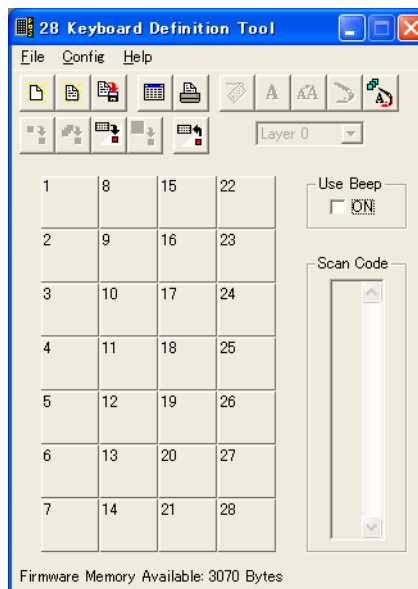 28 Keyboard Definition Tool
File Config Help
A
Layer 0
1 8 15 22
2 9 16 23
3 10 17 24
4 11 18 25
5 12 19 26
6 13 20 27
7 14 21 28
Use Beep
ON
Scan Code
Firmware Memory Available: 3070 Bytes